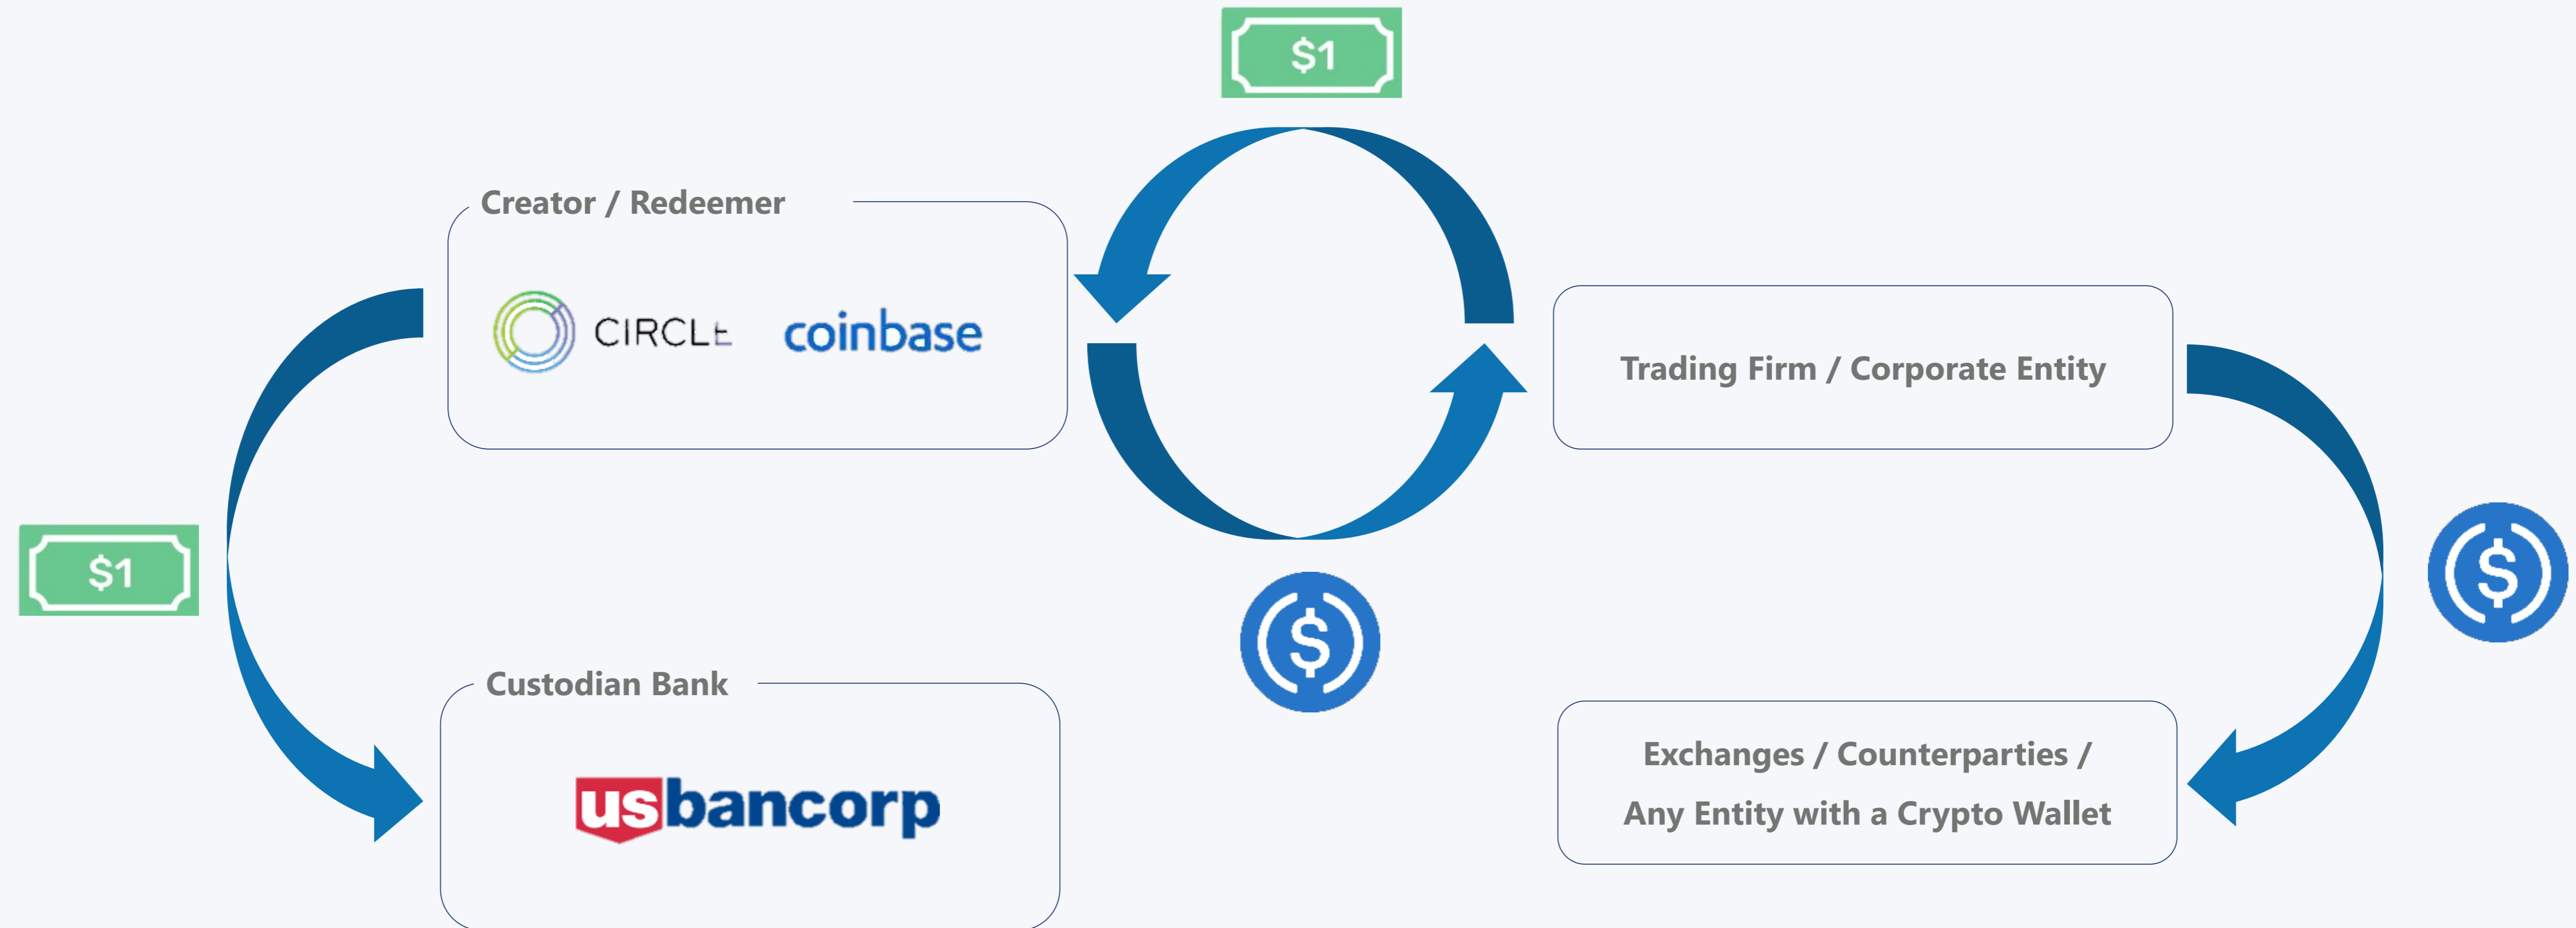 $1
Creator / Redeemer
CIRCLE coinbase
Trading Firm / Corporate Entity
$1
$
$
Custodian Bank
usbancorp
Exchanges / Counterparties /
Any Entity with a Crypto Wallet